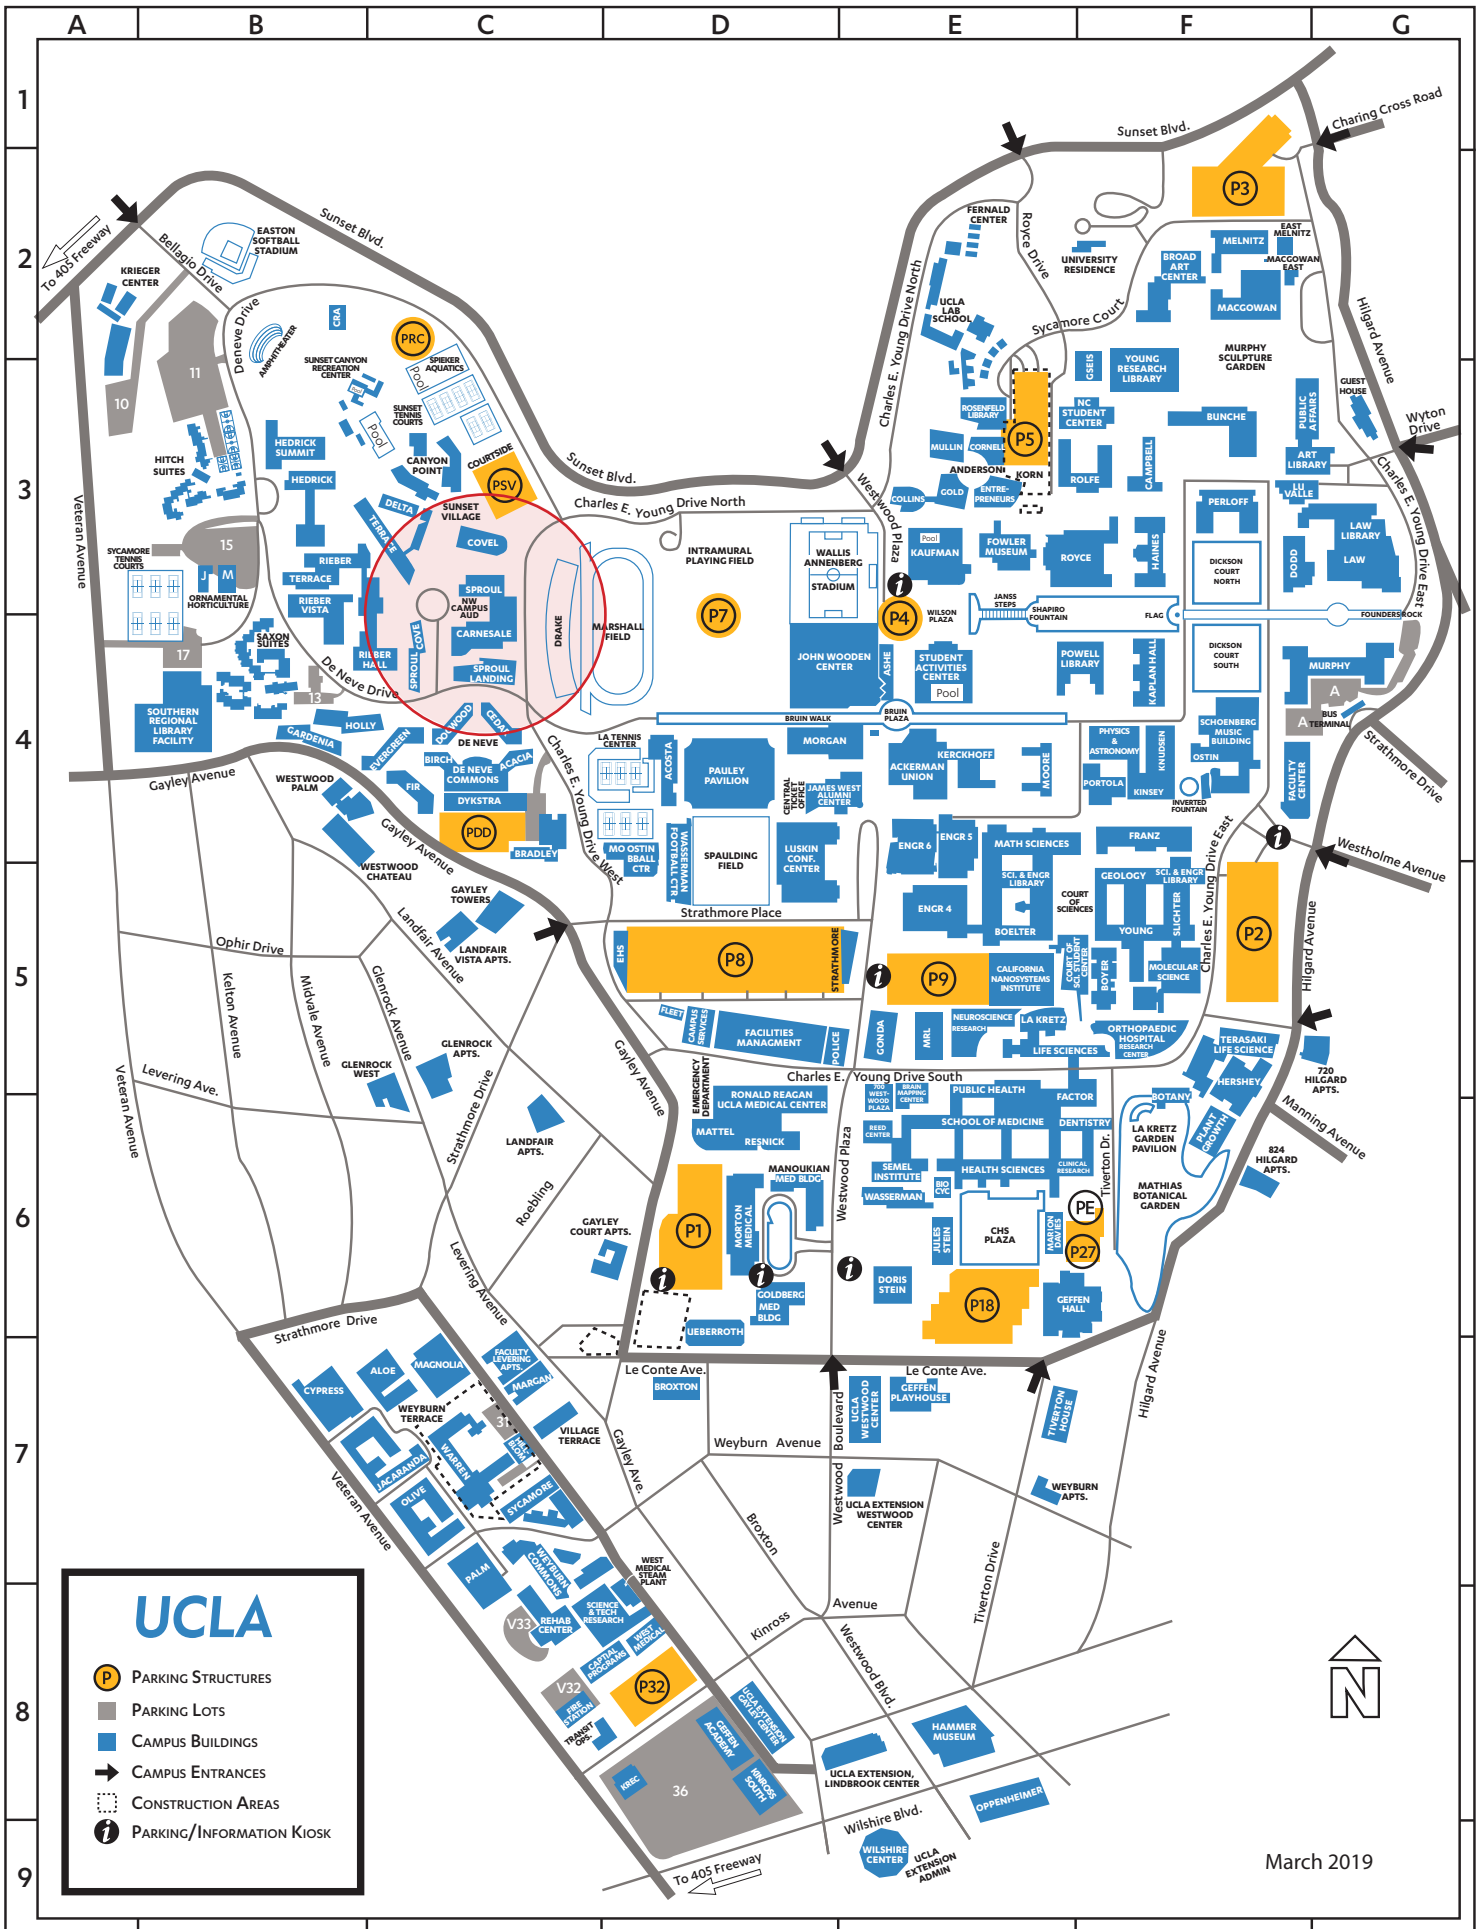 A
B
C
D
E
F
G
1
2
3
4
5
6
7
8
9
Sunset Blvd.
Charing Cross Road
P3
Sunset Blvd.
To 405 Freeway
Bellagio Drive
EASTON
SOFTBALL
STADIUM
KRIEGER
CENTER
Deneve Drive
AMPHITHEATER
CRA
PRC
SUNSET CANYON
RECREATION
CENTER
Pool
SPIEKER
AQUATICS
Pool
SUNSET
TENNIS
COURTS
Pool
11
10
HITCH
SUITES
HEDRICK
SUMMIT
HEDRICK
CANYON
POINT
COURTSIDE
PSV
DELTA
TERRACE
SUNSET
VILLAGE
COVEL
Sunset Blvd.
Charles E. Young Drive North
Charles E. Young Drive North
Westwood Plaza
FERNALD
CENTER
Royce Drive
UCLA
LAB
SCHOOL
UNIVERSITY
RESIDENCE
Sycamore Court
MELNITZ
EAST
MELNITZ
BROAD
ART
CENTER
MACGOWAN
EAST
MACGOWAN
MURPHY
SCULPTURE
GARDEN
Hilgard Avenue
GSEIS
YOUNG
RESEARCH
LIBRARY
GUEST
HOUSE
Wyton
Drive
ROSENFELD
LIBRARY
P5
NC
STUDENT
CENTER
BUNCHE
PUBLIC
AFFAIRS
MULLIN
CORNELL
ANDERSON
KORN
COLLINS
GOLD
ENTRE-
PRENEURS
ROLFE
CAMPBELL
ART
LIBRARY
LU
VALLE
PERLOFF
LAW
LIBRARY
LAW
DODD
Charles E. Young Drive East
Veteran Avenue
SYCAMORE
TENNIS
COURTS
15
J
M
ORNAMENTAL
HORTICULTURE
RIEBER
TERRACE
RIEBER
VISTA
SAXON
SUITES
RIEBER
HALL
17
13
De Neve Drive
SPROUL
NW
CAMPUS
AUD
CARNESALE
SPROUL
COVE
SPROUL
LANDING
DRAKE
MARSHALL
FIELD
INTRAMURAL
PLAYING FIELD
P7
WALLIS
ANNENBERG
STADIUM
Pool
KAUFMAN
FOWLER
MUSEUM
ROYCE
HAINES
DICKSON
COURT
NORTH
P4
WILSON
PLAZA
JANSS
STEPS
SHAPIRO
FOUNTAIN
FLAG
FOUNDERS ROCK
JOHN WOODEN
CENTER
ASHE
STUDENT
ACTIVITIES
CENTER
Pool
POWELL
LIBRARY
KAPLAN HALL
DICKSON
COURT
SOUTH
MURPHY
A
A
BUS
TERMINAL
Strathmore Drive
SOUTHERN
REGIONAL
LIBRARY
FACILITY
GARDENIA
HOLLY
EVERGREEN
DOGWOOD
CEDAR
DE NEVE
BIRCH
ACACIA
DE NEVE
COMMONS
FIR
DYKSTRA
PDD
BRADLEY
Gayley Avenue
WESTWOOD
PALM
Gayley Avenue
WESTWOOD
CHATEAU
Charles E. Young Drive West
LA TENNIS
CENTER
ACOSTA
PAULEY
PAVILION
BRUIN WALK
BRUIN
PLAZA
MORGAN
CENTRAL
TICKET
OFFICE
JAMES WEST
ALUMNI
CENTER
KERCKHOFF
ACKERMAN
UNION
MOORE
PHYSICS
&
ASTRONOMY
KNUDSEN
PORTOLA
KINSEY
SCHOENBERG
MUSIC
BUILDING
OSTIN
INVERTED
FOUNTAIN
FACULTY
CENTER
MO OSTIN
BBALL
CTR
WASSERMAN
FOOTBALL CTR.
SPAULDING
FIELD
LUSKIN
CONF.
CENTER
ENGR 6
ENGR 5
MATH SCIENCES
FRANZ
SCI. & ENGR
LIBRARY
GEOLOGY
SCI. & ENGR
LIBRARY
COURT
OF
SCIENCES
ENGR 4
BOELTER
YOUNG
SLICHTER
Charles E. Young Drive East
Westholme Avenue
P2
Hilgard Avenue
GAYLEY
TOWERS
Landfair Avenue
LANDFAIR
VISTA APTS.
Ophir Drive
Strathmore Place
EHS
P8
STRATHMORE
P9
CALIFORNIA
NANOSYSTEMS
INSTITUTE
COURT OF
SCI. STUDENT
CENTER
BOYER
MOLECULAR
SCIENCE
Kelton Avenue
Midvale Avenue
Glenrock Avenue
FLEET
CAMPUS
SERVICES
FACILITIES
MANAGMENT
POLICE
GONDA
MRL
NEUROSCIENCE
RESEARCH
LA KRETZ
LIFE SCIENCES
ORTHOPAEDIC
HOSPITAL
RESEARCH
CENTER
TERASAKI
LIFE SCIENCE
HERSHEY
720
HILGARD
APTS.
GLENROCK
WEST
GLENROCK
APTS.
Levering Ave.
Veteran Avenue
Strathmore Drive
LANDFAIR
APTS.
Gayley Avenue
Charles E. Young Drive South
EMERGENCY
DEPARTMENT
RONALD REAGAN
UCLA MEDICAL CENTER
MATTEL
RESNICK
700
WEST-
WOOD
PLAZA
BRAIN
MAPPING
CENTER
PUBLIC HEALTH
FACTOR
REED
CENTER
SCHOOL OF MEDICINE
DENTISTRY
BOTANY
LA KRETZ
GARDEN
PAVILION
PLANT
GROWTH
Manning Avenue
824
HILGARD
APTS.
SEMEL
INSTITUTE
HEALTH SCIENCES
CLINICAL
RESEARCH
WASSERMAN
BIO
CYC
Tiverton Dr.
MATHIAS
BOTANICAL
GARDEN
Westwood Plaza
Roebling
GAYLEY
COURT APTS.
P1
MORTON
MEDICAL
MANOUKIAN
MED BLDG
JULES
STEIN
CHS
PLAZA
MARION
DAVIES
PE
P27
DORIS
STEIN
P18
GEFFEN
HALL
GOLDBERG
MED
BLDG
UEBERROTH
Levering Avenue
Strathmore Drive
Le Conte Ave.
Le Conte Ave.
BROXTON
UCLA
WESTWOOD
CENTER
GEFFEN
PLAYHOUSE
TIVERTON
HOUSE
Hilgard Avenue
CYPRESS
ALOE
MAGNOLIA
FACULTY
LEVERING
APTS.
MARGAN
WEYBURN
TERRACE
31
HILL-
BLOM
WARREN
VILLAGE
TERRACE
JACARANDA
OLIVE
SYCAMORE
Gayley Ave.
Weyburn Avenue
Westwood Boulevard
UCLA EXTENSION
WESTWOOD
CENTER
WEYBURN
APTS.
Veteran Avenue
PALM
WEYBURN
COMMONS
WEST
MEDICAL
STEAM
PLANT
Broxton
Kinross
Avenue
Tiverton Drive
V33
REHAB
CENTER
SCIENCE
& TECH
RESEARCH
WEST
MEDICAL
CAPTIAL
PROGRAMS
V32
FIRE
STATION
P32
TRANSIT
OPS.
Westwood Blvd.
UCLA EXTENSION
GAYLEY CENTER
GEFFEN
ACADEMY
KINROSS
SOUTH
KREC
36
HAMMER
MUSEUM
UCLA EXTENSION,
LINDBROOK CENTER
OPPENHEIMER
Wilshire Blvd.
WILSHIRE
CENTER
UCLA
EXTENSION
ADMIN
To 405 Freeway
UCLA
P PARKING STRUCTURES
PARKING LOTS
CAMPUS BUILDINGS
CAMPUS ENTRANCES
CONSTRUCTION AREAS
i PARKING/INFORMATION KIOSK
N
March 2019